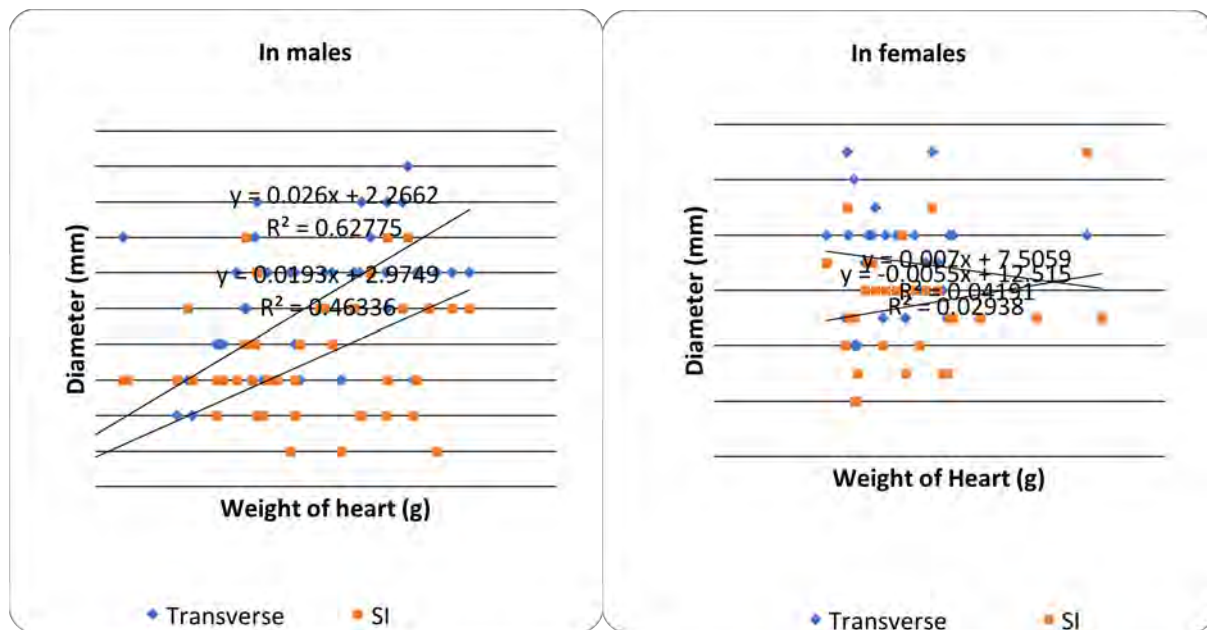 In males
y = 0.026x + 2.2662
R² = 0.62775
y = 0.0193x + 2.9749
R² = 0.46336
Diameter (mm)
Weight of heart (g)
Transverse
SI
In females
y = 0.007x + 7.5059
y = -0.0055x + 12.515
R² = 0.04191
R² = 0.02938
Diameter (mm)
Weight of Heart (g)
Transverse
SI